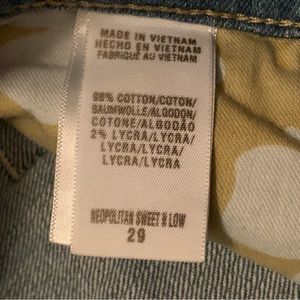 MADE IN VIETNAM
HECHO EN VIETNAM
FABRIQUÉ AU VIETNAM
98% COTTON/COTON/
BAUMWOLLE/ALGODON/
COTONE/ALGODÃO
2% LYCRA/LYCRA/
LYCRA/LYCRA/
LYCRA/LYCRA
NEOPOLITAN SWEET N LOW
29